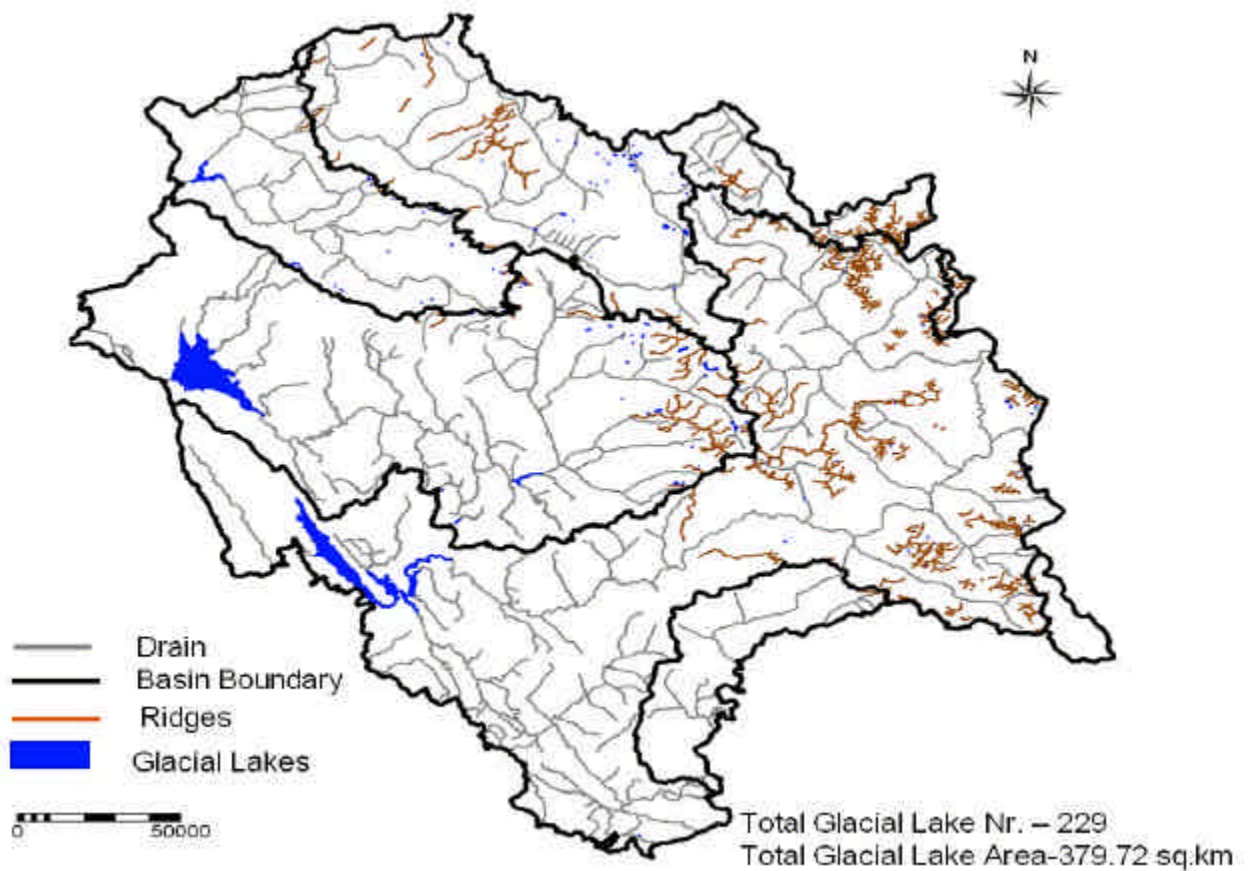 N
Drain
Basin Boundary
Ridges
Glacial Lakes
0 50000
Total Glacial Lake Nr. – 229
Total Glacial Lake Area-379.72 sq.km